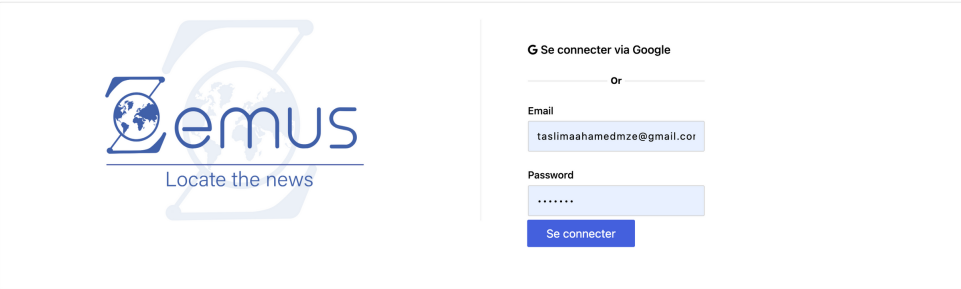 Zemus
Locate the news
G Se connecter via Google
Or
Email
taslimaahamedmze@gmail.cor
Password
•••••••
Se connecter